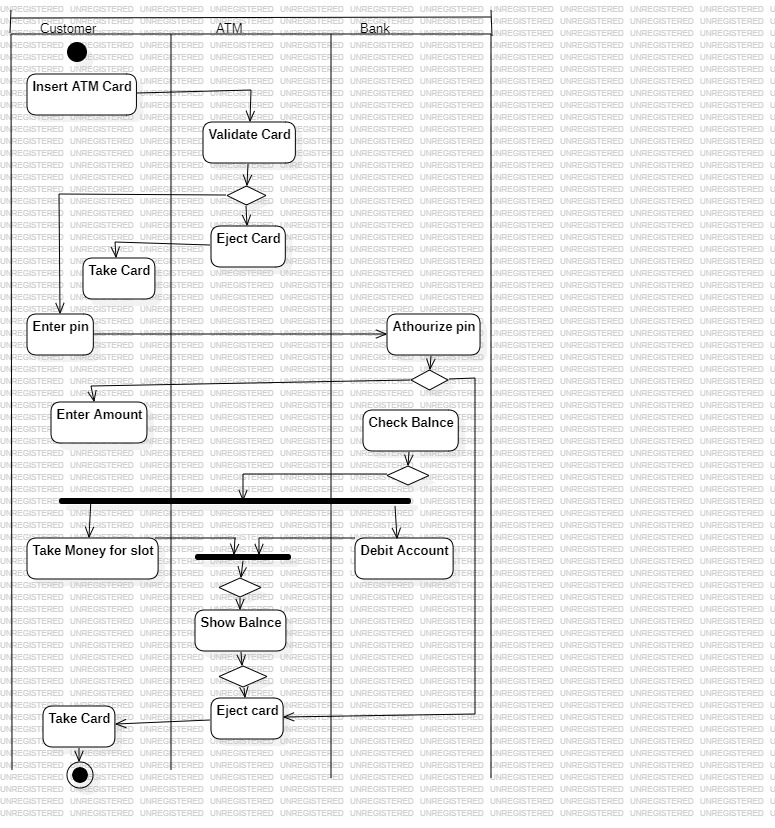 Customer
ATM
Bank
Insert ATM Card
Validate Card
Eject Card
Take Card
Enter pin
Athourize pin
Enter Amount
Check Balnce
Take Money for slot
Debit Account
Show Balnce
Eject card
Take Card
UNREGISTERED